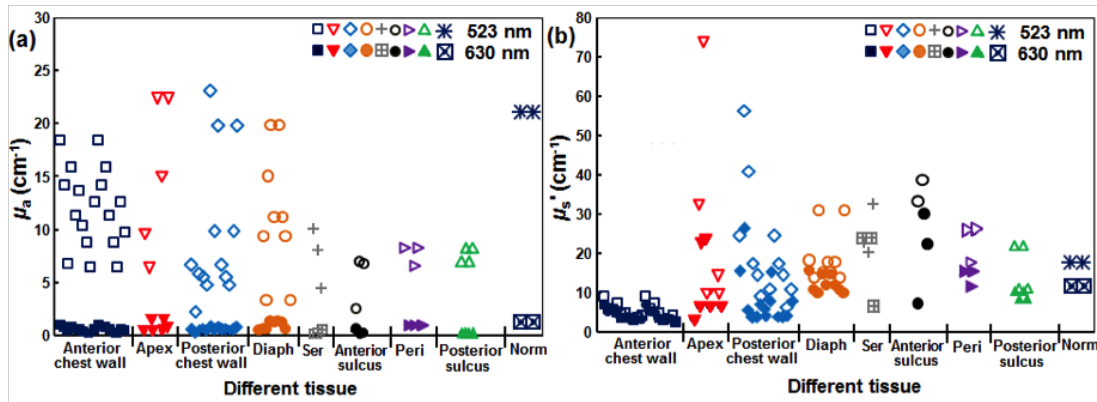 (a)
523 nm
630 nm
μa (cm-1)
30
25
20
15
10
5
0
Anterior
chest wall
Apex
Posterior
chest wall
Diaph
Ser
Anterior
sulcus
Peri
Posterior
sulcus
Norm
Different tissue
(b)
523 nm
630 nm
μs' (cm-1)
80
70
60
50
40
30
20
10
0
Anterior
chest wall
Apex
Posterior
chest wall
Diaph
Ser
Anterior
sulcus
Peri
Posterior
sulcus
Norm
Different tissue